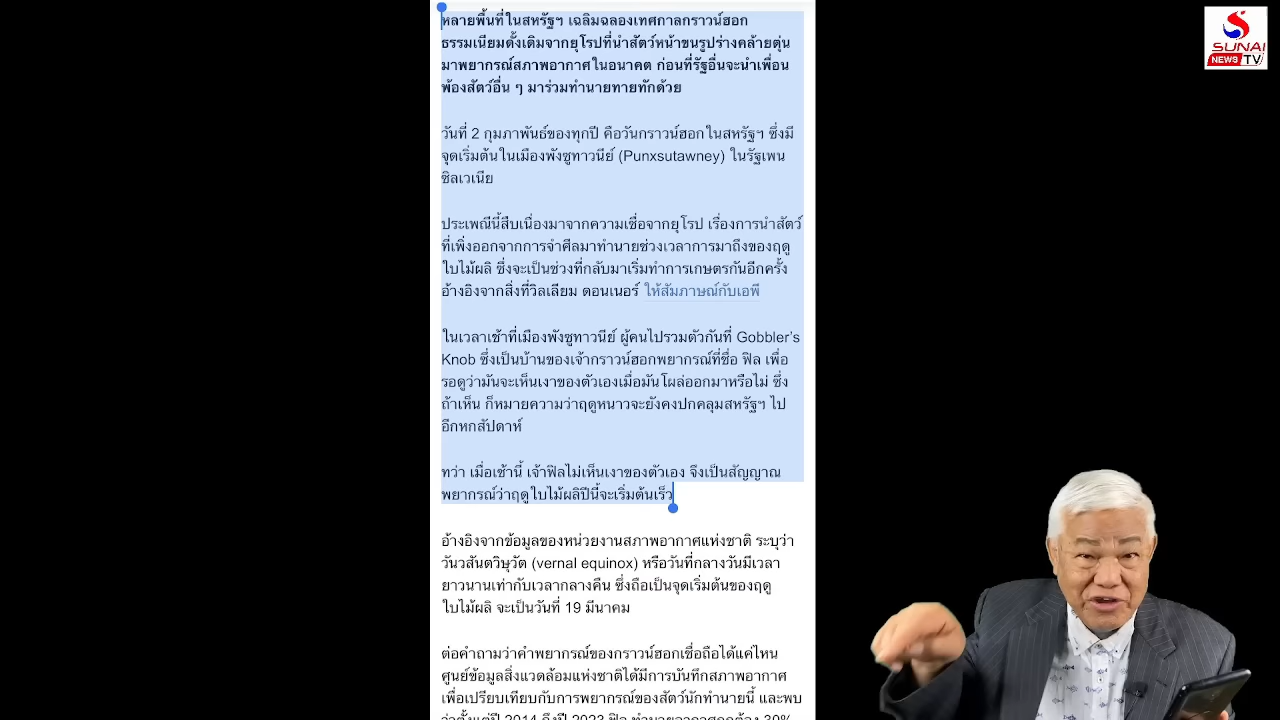 หลายพื้นที่ในสหรัฐฯ เฉลิมฉลองเทศกาลกราวน์ฮอก
ธรรมเนียมดั้งเดิมจากยุโรปที่นำสัตว์หน้าขนรูปร่างคล้ายตุ่น
มาพยากรณ์สภาพอากาศในอนาคต ก่อนที่รัฐอื่นจะนำเพื่อน
พ้องสัตว์อื่น ๆ มาร่วมทำนายทายทักด้วย
วันที่ 2 กุมภาพันธ์ของทุกปี คือวันกราวน์ฮอกในสหรัฐฯ ซึ่งมี
จุดเริ่มต้นในเมืองพังซูทาวนีย์ (Punxsutawney) ในรัฐเพน
ซิลเวเนีย
ประเพณีนี้สืบเนื่องมาจากความเชื่อจากยุโรป เรื่องการนำสัตว์
ที่เพิ่งออกจากการจำศีลมาทำนายช่วงเวลาการมาถึงของฤดู
ใบไม้ผลิ ซึ่งจะเป็นช่วงที่กลับมาเริ่มทำการเกษตรกันอีกครั้ง
อ้างอิงจากสิ่งที่วิลเลียม ดอนเนอร์ ให้สัมภาษณ์กับเอพี
ในเวลาเช้าที่เมืองพังซูทาวนีย์ ผู้คนไปรวมตัวกันที่ Gobbler's
Knob ซึ่งเป็นบ้านของเจ้ากราวน์ฮอกพยากรณ์ที่ชื่อ ฟิล เพื่อ
รอดูว่ามันจะเห็นเงาของตัวเองเมื่อมันโผล่ออกมาหรือไม่ ซึ่ง
ถ้าเห็น ก็หมายความว่าฤดูหนาวจะยังคงปกคลุมสหรัฐฯ ไป
อีกหกสัปดาห์
ทว่า เมื่อเช้านี้ เจ้าฟิลไม่เห็นเงาของตัวเอง จึงเป็นสัญญาณ
พยากรณ์ว่าฤดูใบไม้ผลิปีนี้จะเริ่มต้นเร็ว
อ้างอิงจากข้อมูลของหน่วยงานสภาพอากาศแห่งชาติ ระบุว่า
วันวสันตวิษุวัต (vernal equinox) หรือวันที่กลางวันมีเวลา
ยาวนานเท่ากับเวลากลางคืน ซึ่งถือเป็นจุดเริ่มต้นของฤดู
ใบไม้ผลิ จะเป็นวันที่ 19 มีนาคม
ต่อคำถามว่าคำพยากรณ์ของกราวน์ฮอกเชื่อถือได้แค่ไหน
ศูนย์ข้อมูลสิ่งแวดล้อมแห่งชาติได้มีการบันทึกสภาพอากาศ
เพื่อเปรียบเทียบกับการพยากรณ์ของสัตว์นักทำนายนี้ และพบ
ว่าตั้งแต่ปี 2014 ถึงปี 2023 ฟิล ทำนายอากาศถูกต้อง 30%
SUNAI
NEWS TV